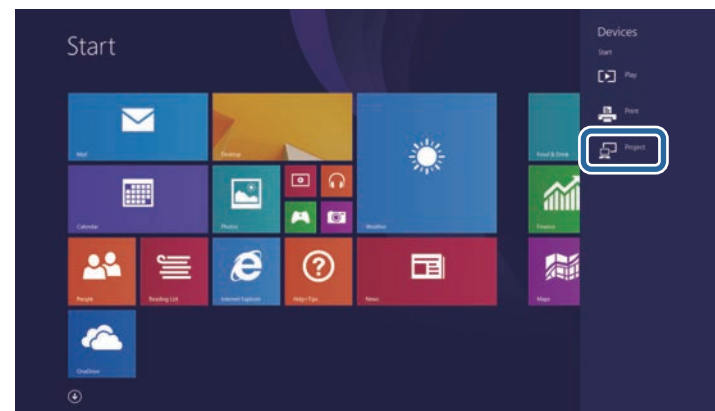 Start
Devices
Start
Play
Print
Project
Mail
Desktop
Food & Drink
Calendar
Photos
Weather
Finance
People
Reading List
Internet Explorer
Help+Tips
News
Maps
OneDrive